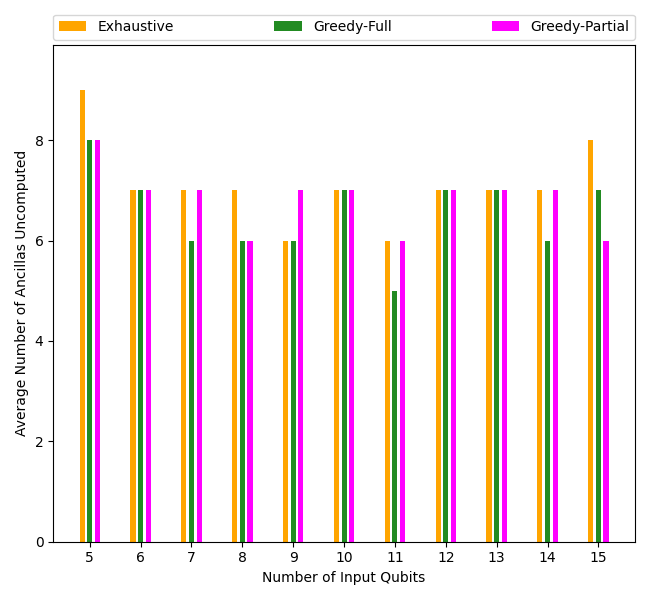 Exhaustive Greedy-Full Greedy-Partial
Average Number of Ancillas Uncomputed
8
6
4
2
0
5 6 7 8 9 10 11 12 13 14 15
Number of Input Qubits